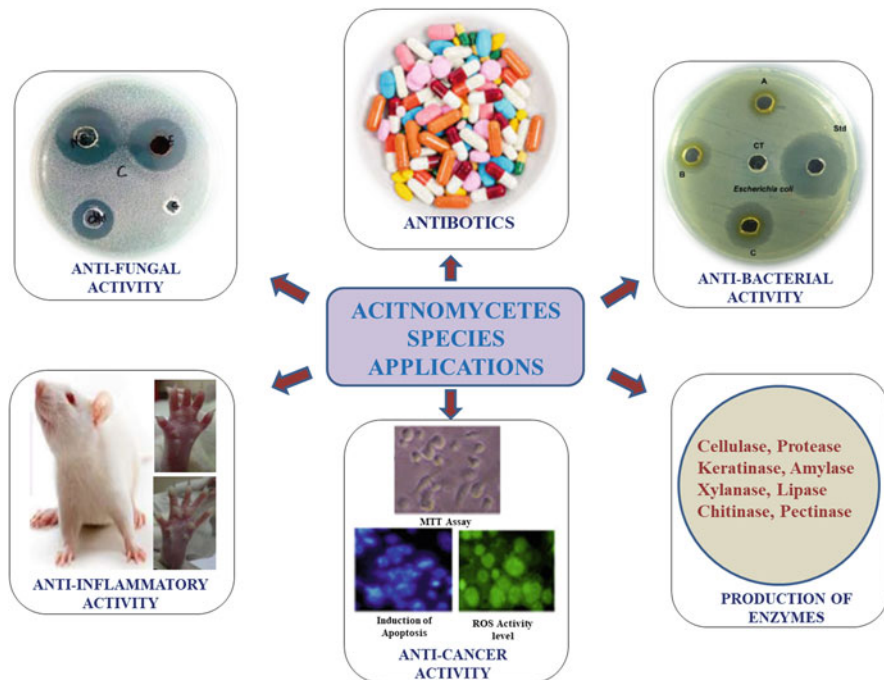 ANTI-FUNGAL
ACTIVITY
C
ANTIBOTICS
A
B
CT
Std
Escherichia coli
C
ANTI-BACTERIAL
ACTIVITY
ACITNOMYCETES
SPECIES
APPLICATIONS
ANTI-INFLAMMATORY
ACTIVITY
MTT Assay
Induction of
Apoptosis
ROS Activity
level
ANTI-CANCER
ACTIVITY
Cellulase, Protease
Keratinase, Amylase
Xylanase, Lipase
Chitinase, Pectinase
PRODUCTION OF
ENZYMES